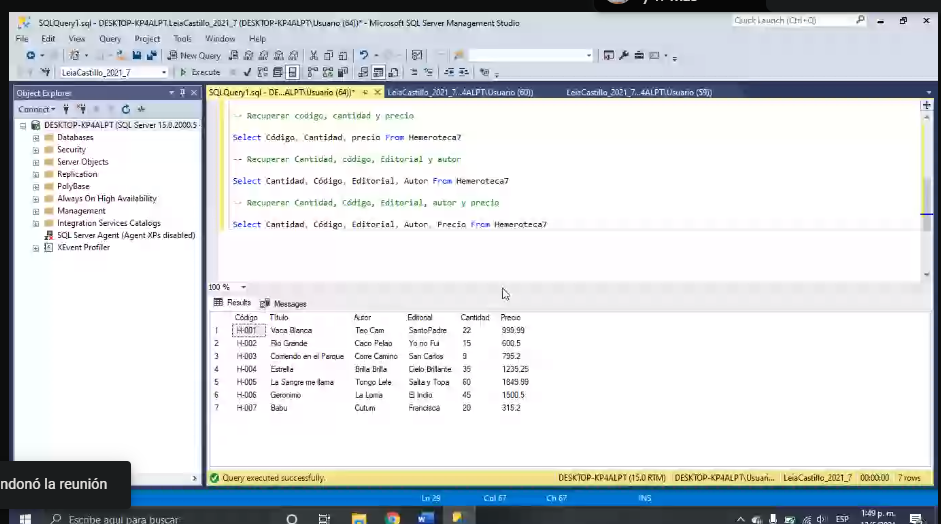 SQLQuery1.sql - DESKTOP-KP4ALPT.LeiaCastillo_2021_7 (DESKTOP-KP4ALPT\Usuario (64))* - Microsoft SQL Server Management Studio
Quick Launch (Ctrl+Q)
File Edit View Query Project Tools Window Help
New Query
LeiaCastillo_2021_7 Execute
Object Explorer
SQLQuery1.sql - DE...ALPT\Usuario (64))* LeiaCastillo_2021_7...4ALPT\Usuario (60)) LeiaCastillo_2021_7...4ALPT\Usuario (59))
Connect
DESKTOP-KP4ALPT (SQL Server 15.0.2000.5 -
Databases
Security
Server Objects
Replication
PolyBase
Always On High Availability
Management
Integration Services Catalogs
SQL Server Agent (Agent XPs disabled)
XEvent Profiler
-- Recuperar codigo, cantidad y precio
Select Código, Cantidad, precio From Hemeroteca7
-- Recuperar Cantidad, código, Editorial y autor
Select Cantidad, Código, Editorial, Autor From Hemeroteca7
-- Recuperar Cantidad, Código, Editorial, autor y precio
Select Cantidad, Código, Editorial, Autor, Precio From Hemeroteca7
100 %
Results Messages
Código Título Autor Editorial Cantidad Precio
1 H-001 Vaca Blanca Teo Cam SantoPadre 22 999.99
2 H-002 Rio Grande Caco Pelao Yo no Fui 15 600.5
3 H-003 Corriendo en el Parque Corre Camino San Carlos 9 795.2
4 H-004 Estrella Brilla Brilla Cielo Brillante 35 1235.25
5 H-005 La Sangre me llama Tongo Lele Salta y Topa 60 1849.99
6 H-006 Geronimo La Loma El Indio 45 1500.5
7 H-007 Babu Cutum Francisca 20 315.2
Query executed successfully. DESKTOP-KP4ALPT (15.0 RTM) DESKTOP-KP4ALPT\Usuari... LeiaCastillo_2021_7 00:00:00 7 rows
ndonó la reunión
Ln 29 Col 67 Ch 67 INS
Escribe aquí para buscar
ESP
1:49 p. m.